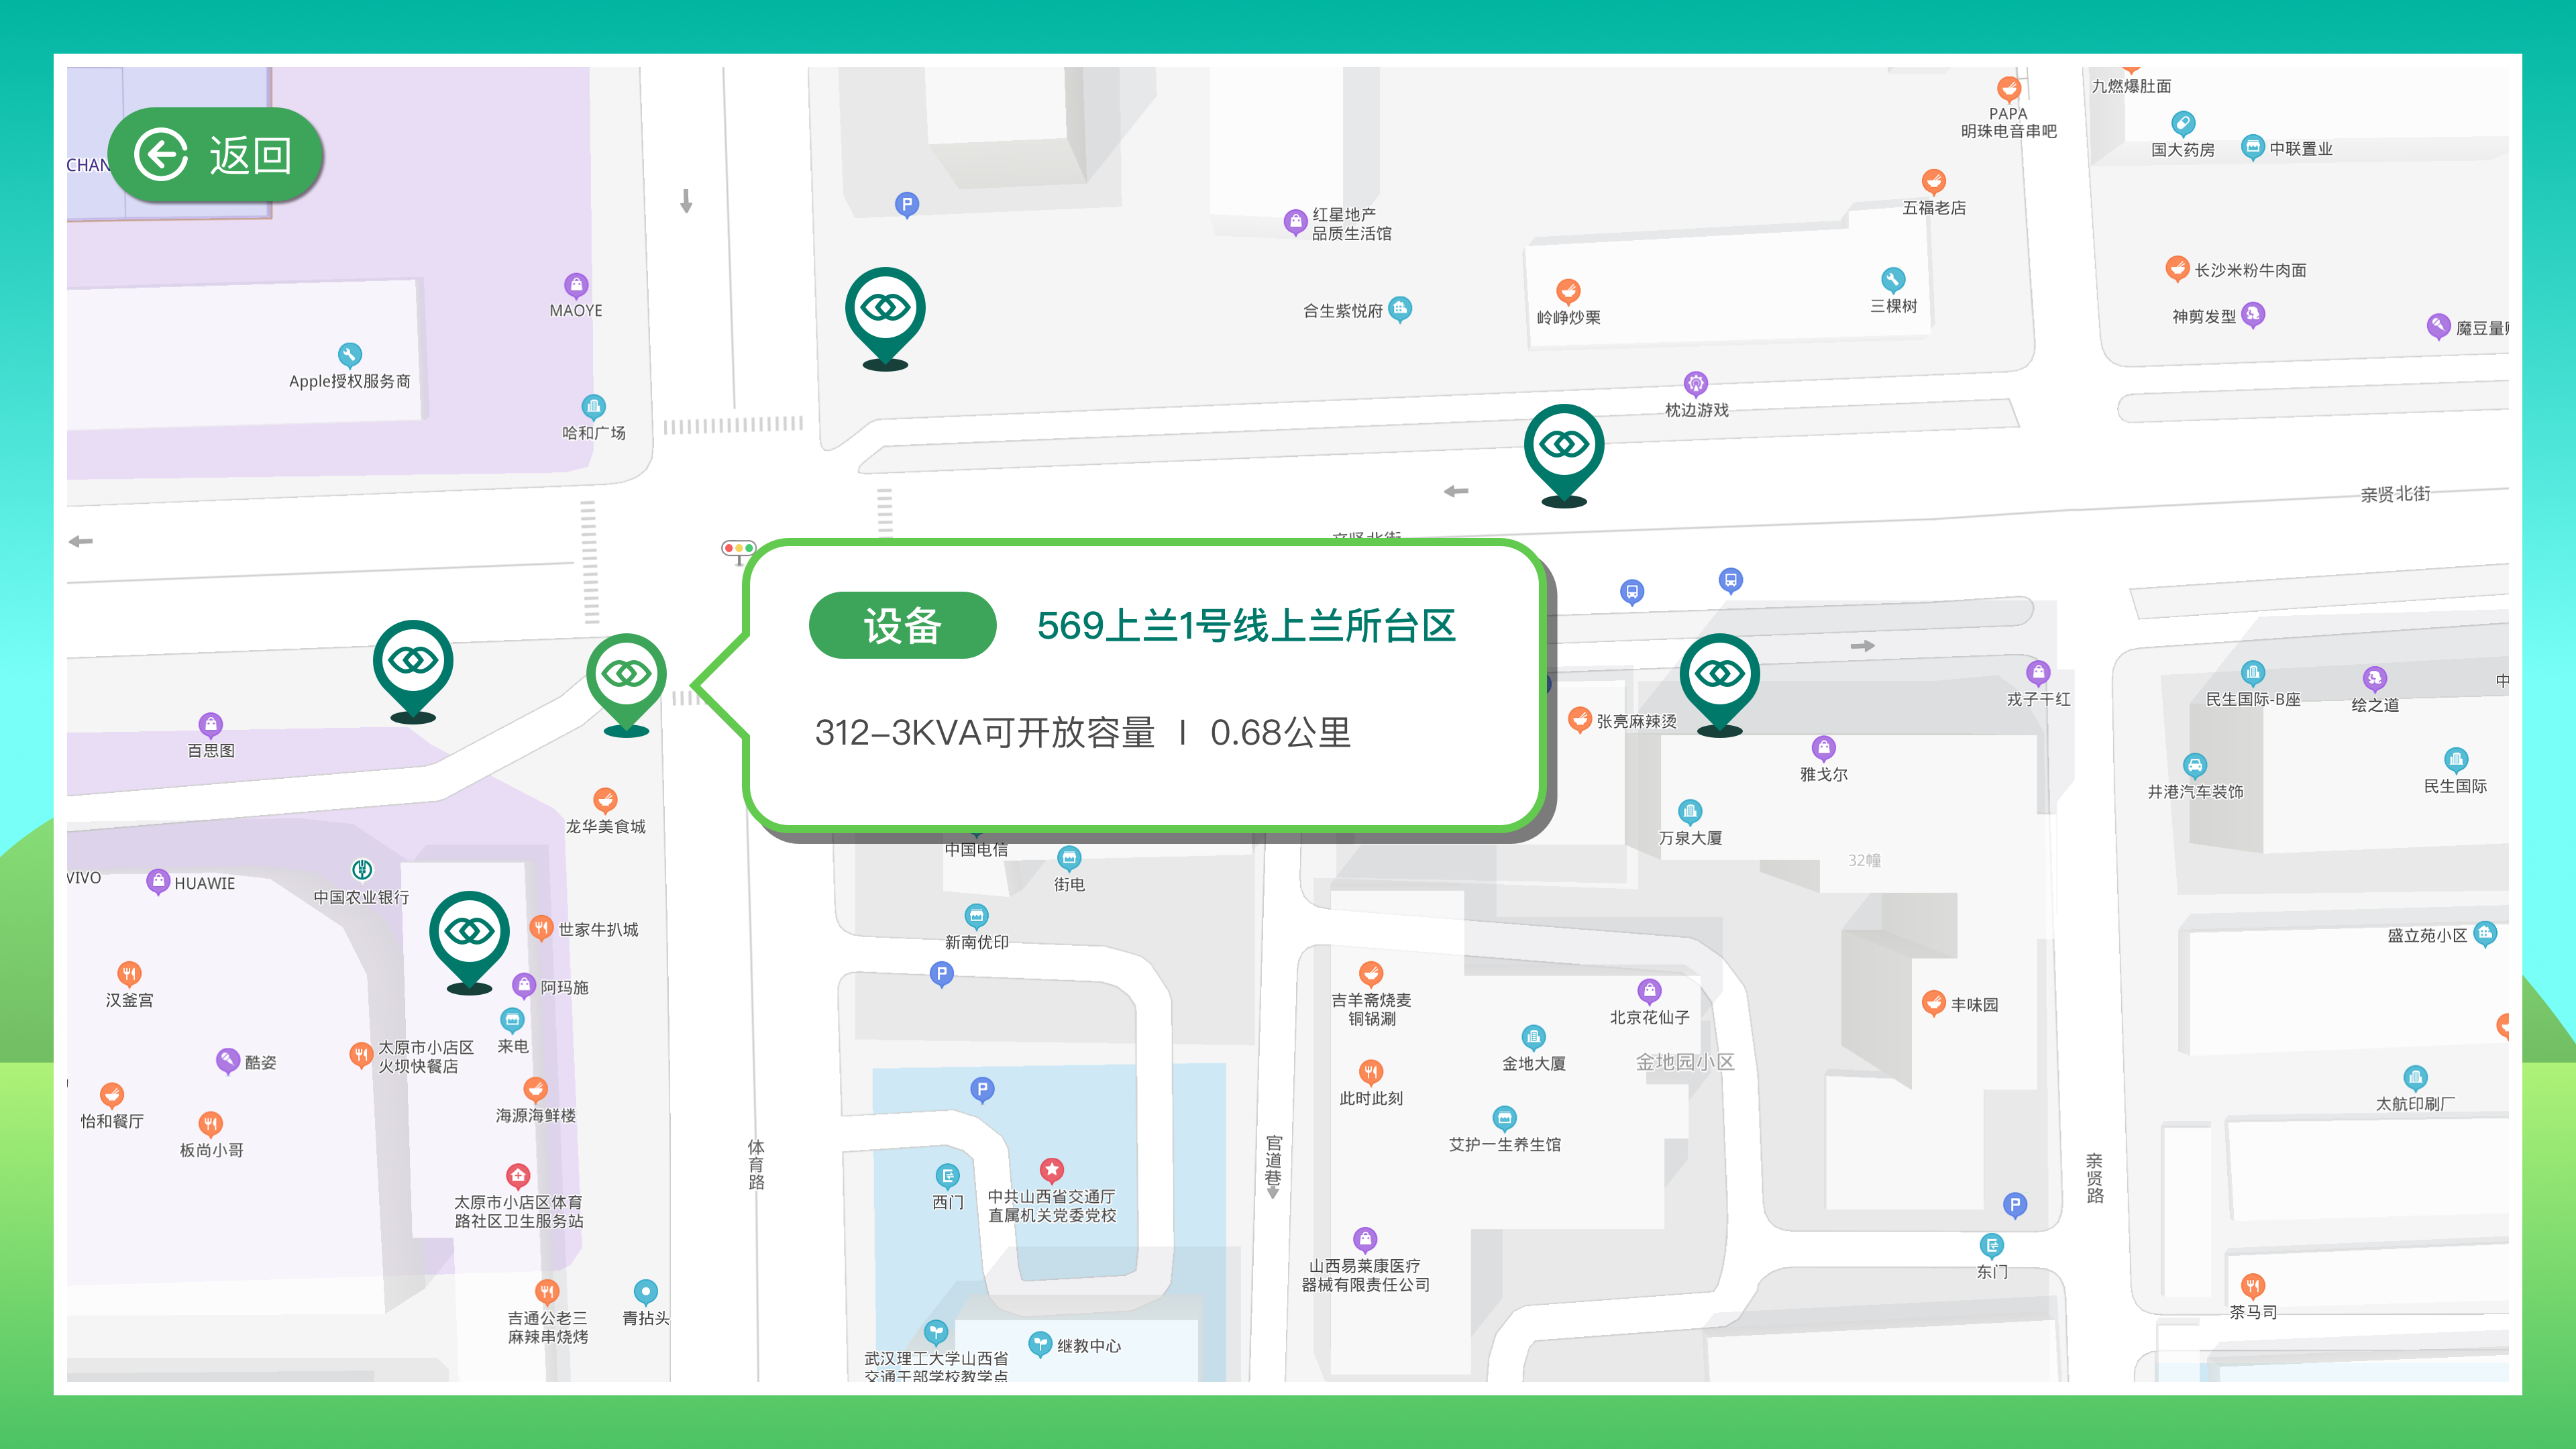 返回
CHAN
MAOYE
Apple授权服务商
哈和广场
P
红星地产
品质生活馆
合生紫悦府
岭峥炒栗
三棵树
五福老店
PAPA
明珠电音串吧
九燃爆肚面
国大药房
中联置业
长沙米粉牛肉面
神剪发型
魔豆量贩
枕边游戏
亲贤北街
亲贤北街
设备
569上兰1号线上兰所台区
312-3KVA可开放容量 | 0.68公里
百思图
龙华美食城
VIVO
HUAWIE
中国农业银行
世家牛扒城
阿玛施
来电
汉釜宫
酷姿
太原市小店区
火坝快餐店
怡和餐厅
板尚小哥
海源海鲜楼
太原市小店区体育
路社区卫生服务站
吉通公老三
麻辣串烧烤
青拈头
体育路
中国电信
街电
新南优印
P
P
西门
中共山西省交通厅
直属机关党委党校
武汉理工大学山西省
交通干部学校教学点
继教中心
官道巷
张亮麻辣烫
雅戈尔
万泉大厦
32幢
戎子干红
吉羊斋烧麦
铜锅涮
北京花仙子
金地大厦
金地园小区
此时此刻
艾护一生养生馆
丰味园
山西易莱康医疗
器械有限责任公司
P
东门
亲贤路
民生国际-B座
绘之道
中
井港汽车装饰
民生国际
盛立苑小区
太航印刷厂
茶马司